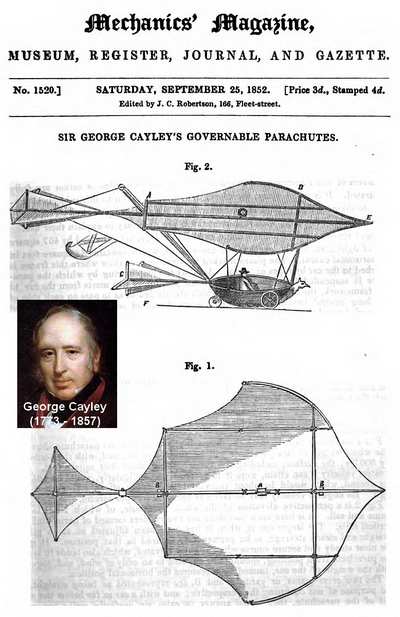 Mechanics' Magazine,
MUSEUM, REGISTER, JOURNAL, AND GAZETTE.
No. 1520.] SATURDAY, SEPTEMBER 25, 1852. [Price 3d., Stamped 4d.
Edited by J. C. Robertson, 166, Fleet-street.
SIR GEORGE CAYLEY'S GOVERNABLE PARACHUTES.
Fig. 2.
A
D
E
C
F
Fig. 1.
George Cayley
(1773 - 1857)
B
A